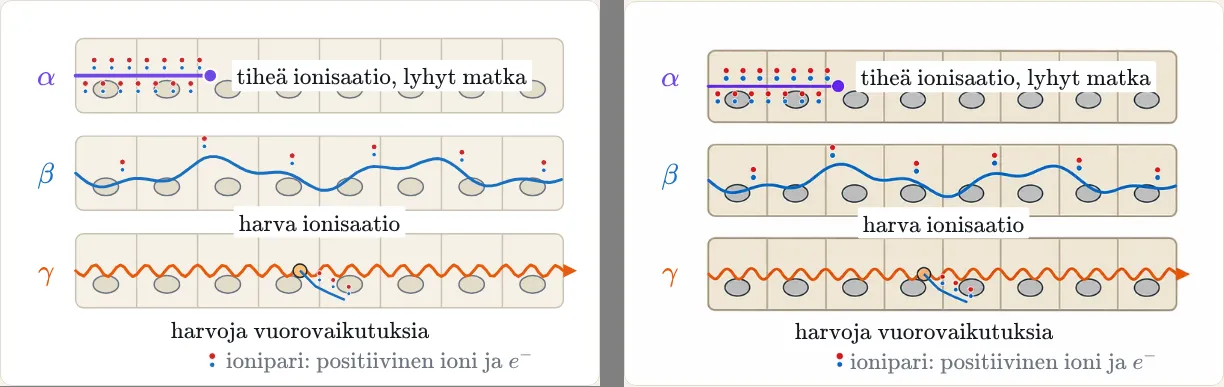 α tiheä ionisaatio, lyhyt matka
β
harva ionisaatio
γ
harvoja vuorovaikutuksia
ionipari: positiivinen ioni ja e⁻
α tiheä ionisaatio, lyhyt matka
β
harva ionisaatio
γ
harvoja vuorovaikutuksia
ionipari: positiivinen ioni ja e⁻